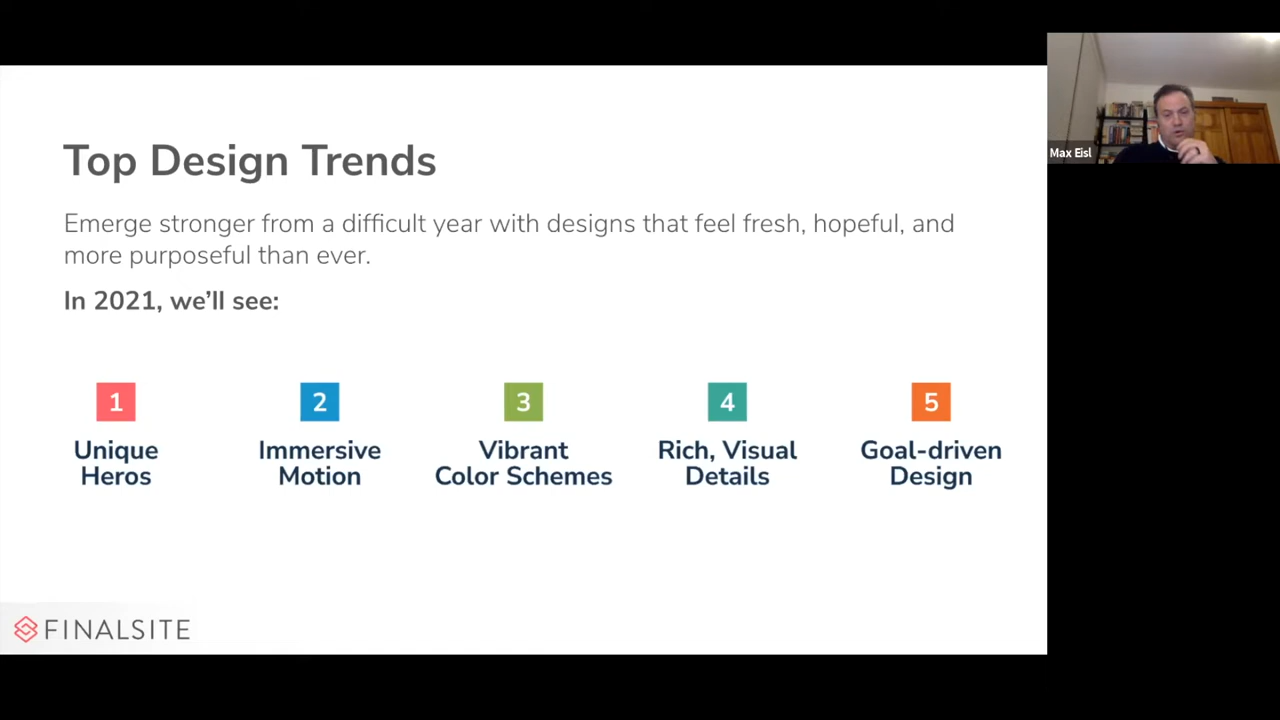 Top Design Trends
Emerge stronger from a difficult year with designs that feel fresh, hopeful, and
more purposeful than ever.
In 2021, we'll see:
1
Unique
Heros
2
Immersive
Motion
3
Vibrant
Color Schemes
4
Rich, Visual
Details
5
Goal-driven
Design
FINALSITE
Max Eisl